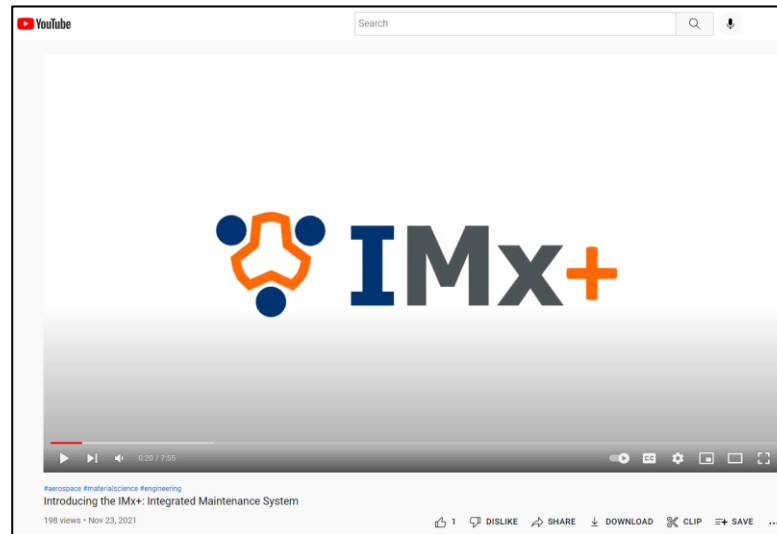 YouTube
Search
IMx+
0:20 / 7:55
CC
#aerospace #materialscience #engineering
Introducing the IMx+: Integrated Maintenance System
198 views • Nov 23, 2021
1 DISLIKE SHARE DOWNLOAD CLIP SAVE ...